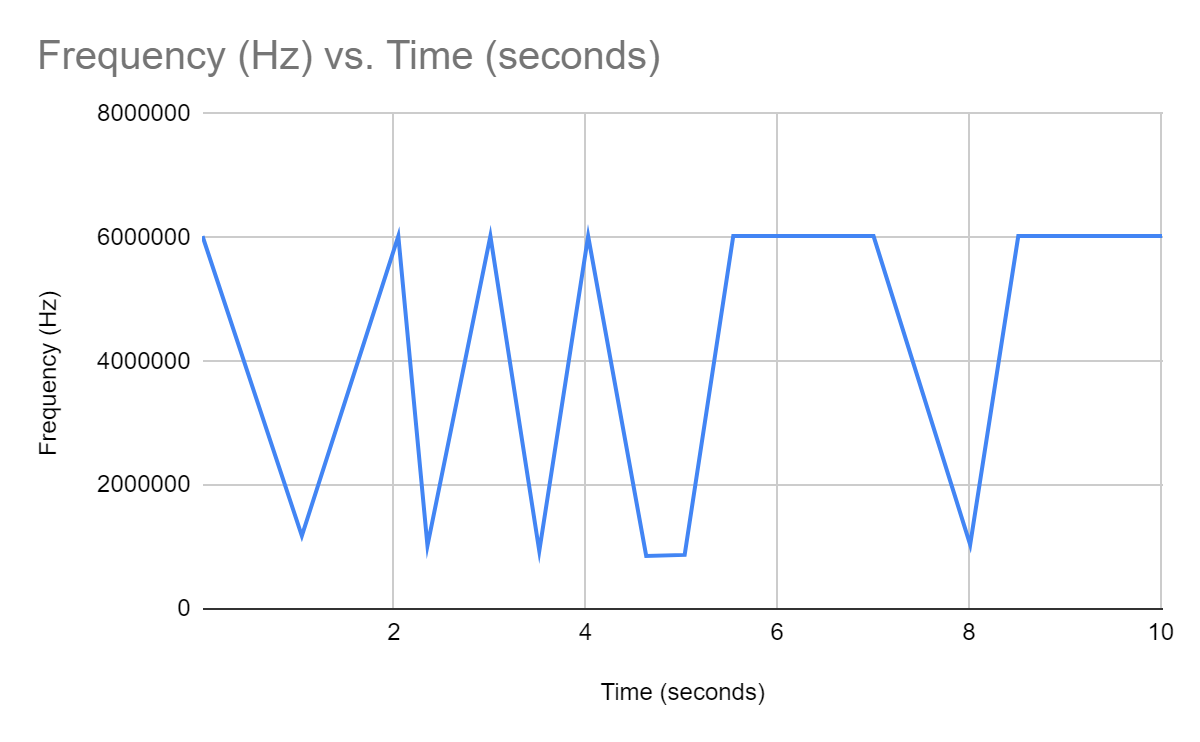 Frequency (Hz) vs. Time (seconds)
8000000
6000000
4000000
2000000
0
Frequency (Hz)
2 4 6 8 10
Time (seconds)